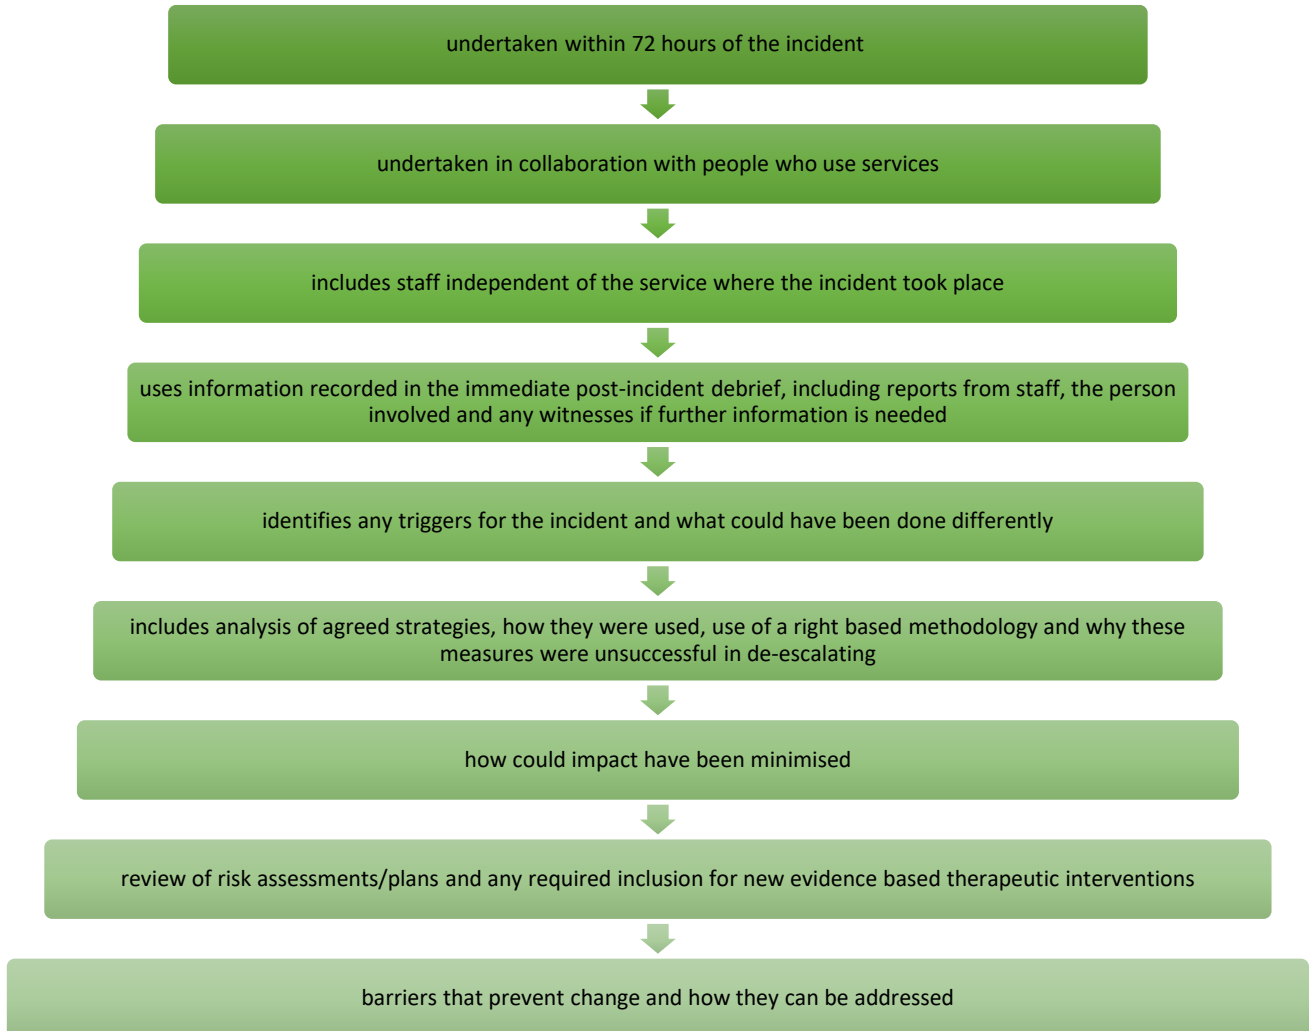 undertaken within 72 hours of the incident
undertaken in collaboration with people who use services
includes staff independent of the service where the incident took place
uses information recorded in the immediate post-incident debrief, including reports from staff, the person
involved and any witnesses if further information is needed
identifies any triggers for the incident and what could have been done differently
includes analysis of agreed strategies, how they were used, use of a right based methodology and why these
measures were unsuccessful in de-escalating
how could impact have been minimised
review of risk assessments/plans and any required inclusion for new evidence based therapeutic interventions
barriers that prevent change and how they can be addressed